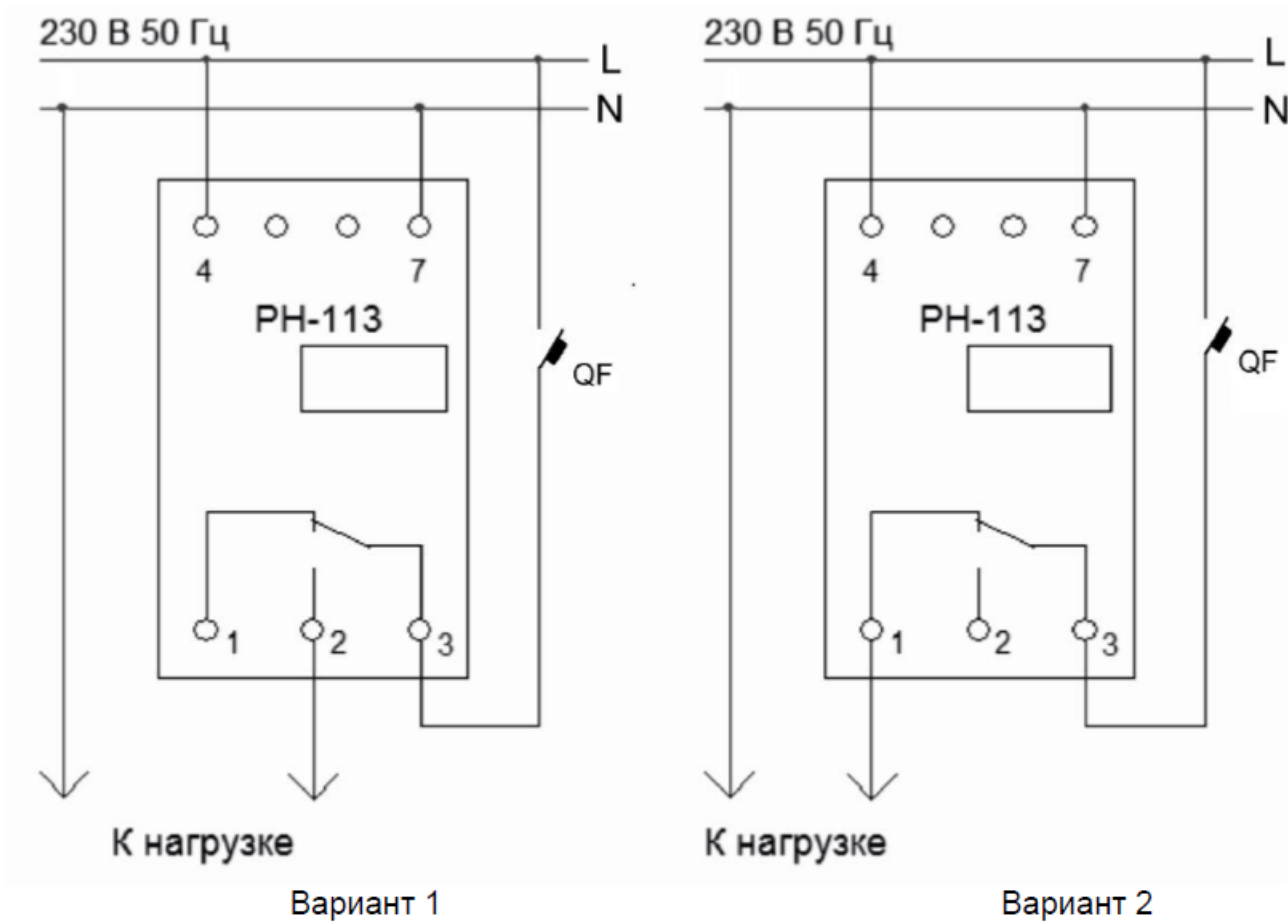 230 В 50 Гц
L
N
4
7
РН-113
QF
1
2
3
К нагрузке
Вариант 1
230 В 50 Гц
L
N
4
7
РН-113
QF
1
2
3
К нагрузке
Вариант 2